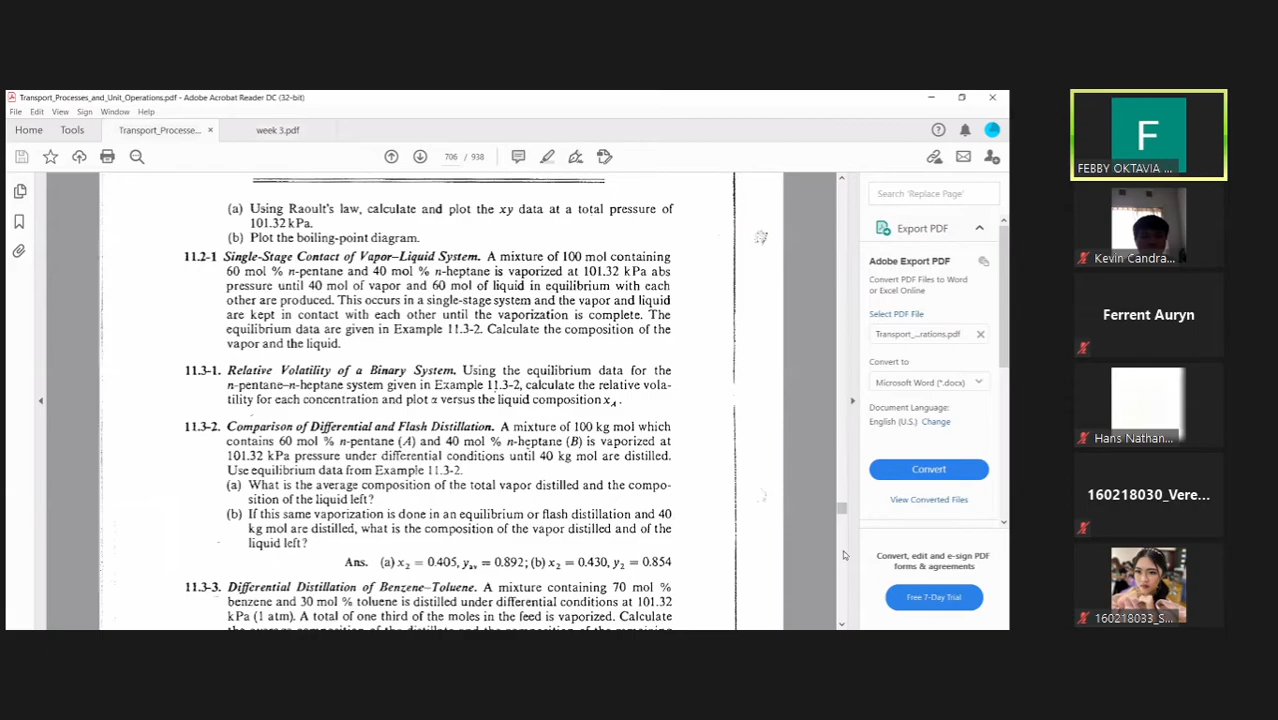 Transport_Processes_and_Unit_Operations.pdf - Adobe Acrobat Reader DC (32-bit)
File Edit View Sign Window Help
Home Tools Transport_Processe... × week 3.pdf
706 / 938
(a) Using Raoult's law, calculate and plot the xy data at a total pressure of
101.32 kPa.
(b) Plot the boiling-point diagram.
11.2-1 Single-Stage Contact of Vapor–Liquid System. A mixture of 100 mol containing
60 mol % n-pentane and 40 mol % n-heptane is vaporized at 101.32 kPa abs
pressure until 40 mol of vapor and 60 mol of liquid in equilibrium with each
other are produced. This occurs in a single-stage system and the vapor and liquid
are kept in contact with each other until the vaporization is complete. The
equilibrium data are given in Example 11.3-2. Calculate the composition of the
vapor and the liquid.
11.3-1. Relative Volatility of a Binary System. Using the equilibrium data for the
n-pentane–n-heptane system given in Example 11.3-2, calculate the relative vola-
tility for each concentration and plot α versus the liquid composition xA.
11.3-2. Comparison of Differential and Flash Distillation. A mixture of 100 kg mol which
contains 60 mol % n-pentane (A) and 40 mol % n-heptane (B) is vaporized at
101.32 kPa pressure under differential conditions until 40 kg mol are distilled.
Use equilibrium data from Example 11.3-2.
(a) What is the average composition of the total vapor distilled and the compo-
sition of the liquid left?
(b) If this same vaporization is done in an equilibrium or flash distillation and 40
kg mol are distilled, what is the composition of the vapor distilled and of the
liquid left?
Ans. (a) x2 = 0.405, yav = 0.892; (b) x2 = 0.430, y2 = 0.854
11.3-3. Differential Distillation of Benzene–Toluene. A mixture containing 70 mol %
benzene and 30 mol % toluene is distilled under differential conditions at 101.32
kPa (1 atm). A total of one third of the moles in the feed is vaporized. Calculate
the average composition of the distillate and the composition of the remaining
Search 'Replace Page'
Export PDF
Adobe Export PDF
Convert PDF Files to Word
or Excel Online
Select PDF File
Transport_...rations.pdf ×
Convert to
Microsoft Word (*.docx)
Document Language:
English (U.S.) Change
Convert
View Converted Files
Convert, edit and e-sign PDF
forms & agreements
Free 7-Day Trial
F
FEBBY OKTAVIA ...
Kevin Candra...
Ferrent Auryn
Hans Nathan...
160218030_Vere...
160218033_S...